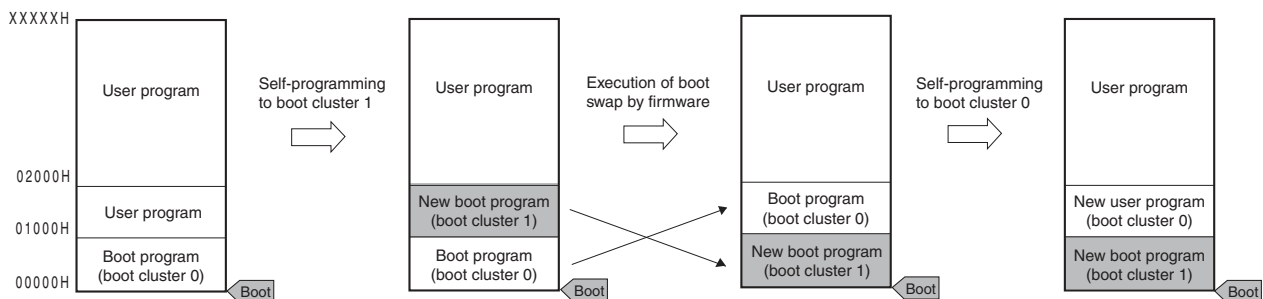 XXXXXH
02000H
01000H
00000H
User program
User program
Boot program
(boot cluster 0)
Boot
Self-programming
to boot cluster 1
User program
New boot program
(boot cluster 1)
Boot program
(boot cluster 0)
Boot
Execution of boot
swap by firmware
User program
Boot program
(boot cluster 0)
New boot program
(boot cluster 1)
Boot
Self-programming
to boot cluster 0
User program
New user program
(boot cluster 0)
New boot program
(boot cluster 1)
Boot